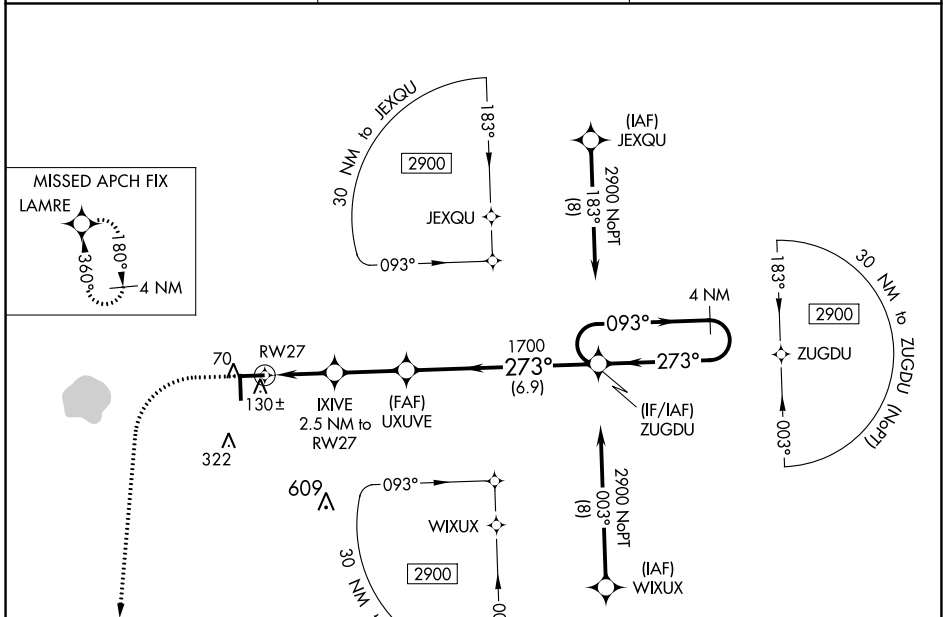 30 NM to JEXQU
183°
2900
JEXQU
093°
(IAF)
JEXQU
2900 NoPT
183°
(8)
MISSED APCH FIX
LAMRE
180°
360°
4 NM
4 NM
093°
273°
183°
30 NM to ZUGDU (NoPT)
2900
ZUGDU
003°
70
RW27
130±
IXIVE
2.5 NM to
RW27
(FAF)
UXUVE
1700
273°
(6.9)
(IF/IAF)
ZUGDU
322
609
093°
WIXUX
2900
30 NM
2900 NoPT
003°
(8)
(IAF)
WIXUX